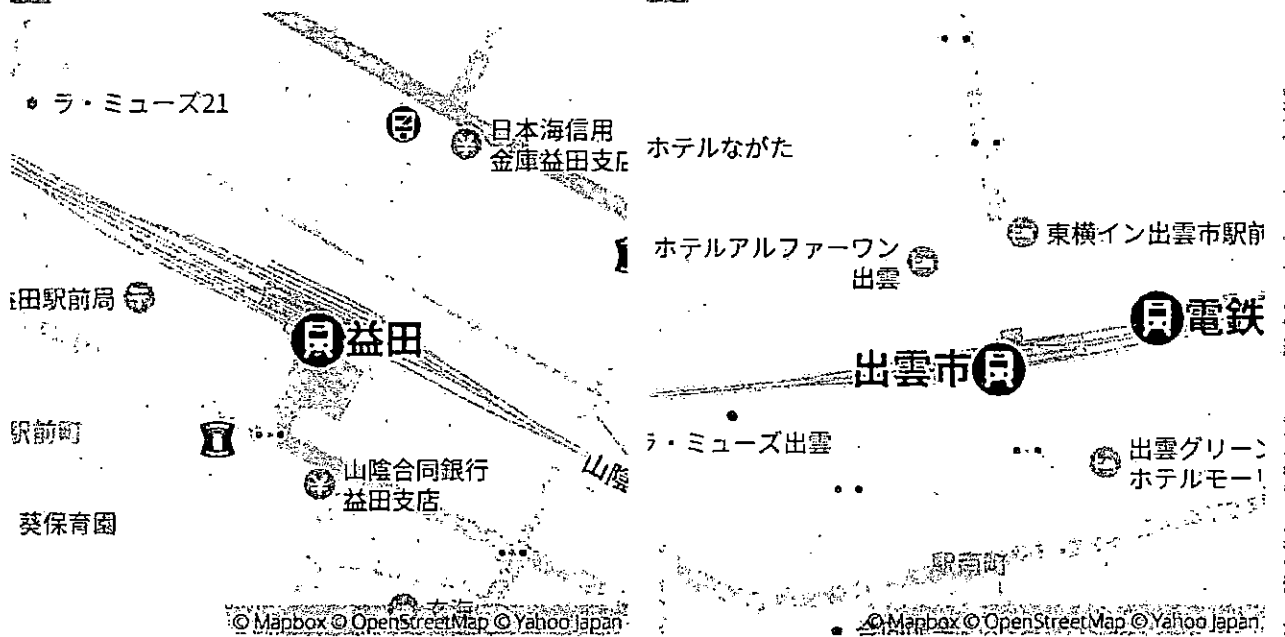 ラ・ミューズ21
日本海信用
金庫益田支店
益田駅前局
益田
駅前町
山陰合同銀行
益田支店
山陰
葵保育園
© Mapbox © OpenStreetMap © Yahoo Japan
ホテルながた
東横イン出雲市駅前
ホテルアルファーワン
出雲
電鉄
出雲市
ラ・ミューズ出雲
出雲グリーン
ホテルモーリ
駅南町
© Mapbox © OpenStreetMap © Yahoo Japan